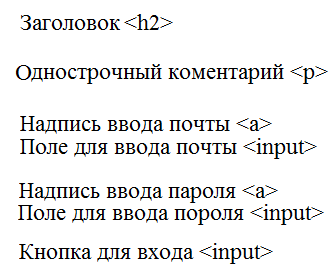 Заголовок <h2>
Однострочный коментарий <p>
Надпись ввода почты <a>
Поле для ввода почты <input>
Надпись ввода пароля <a>
Поле для ввода пороля <input>
Кнопка для входа <input>